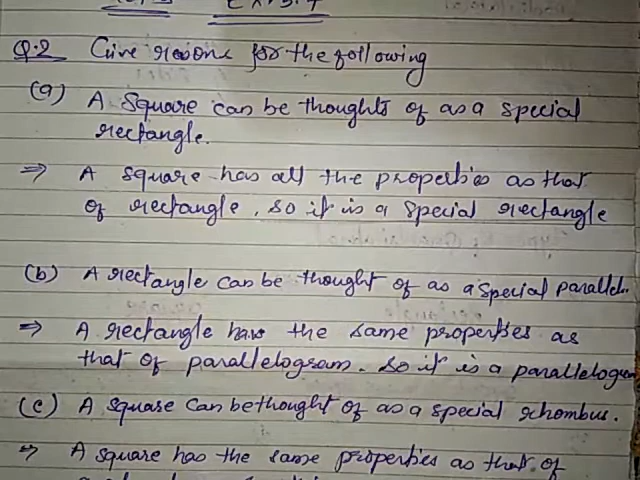 Q.2 Give resions for the following
(a) A Square can be thoughts of as a special
rectangle.
⇒ A square has all the properties as that
of rectangle, so it is a special rectangle
(b) A rectangle can be thought of as a special parallel.
⇒ A rectangle has the same properties as
that of parallelogram. so it is a parallelogram
(c) A square can be thought of as a special rhombus.
⇒ A square has the same properties as that of